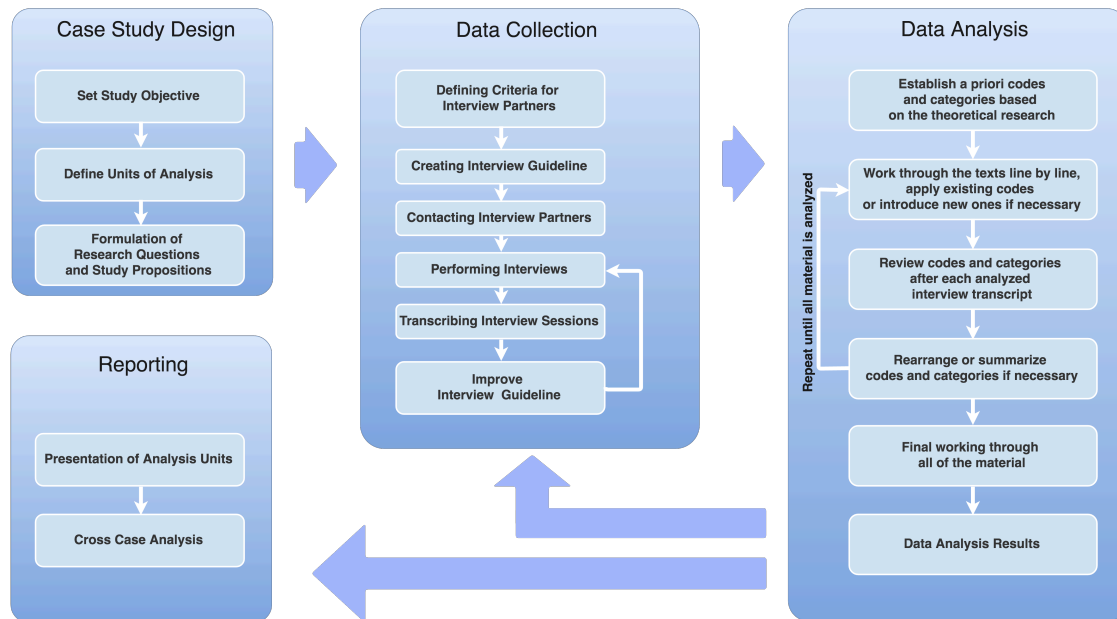 Case Study Design
Set Study Objective
Define Units of Analysis
Formulation of
Research Questions
and Study Propositions
Data Collection
Defining Criteria for
Interview Partners
Creating Interview Guideline
Contacting Interview Partners
Performing Interviews
Transcribing Interview Sessions
Improve
Interview Guideline
Data Analysis
Establish a priori codes
and categories based
on the theoretical research
Work through the texts line by line,
apply existing codes
or introduce new ones if necessary
Review codes and categories
after each analyzed
interview transcript
Rearrange or summarize
codes and categories if necessary
Repeat until all material is analyzed
Final working through
all of the material
Data Analysis Results
Reporting
Presentation of Analysis Units
Cross Case Analysis